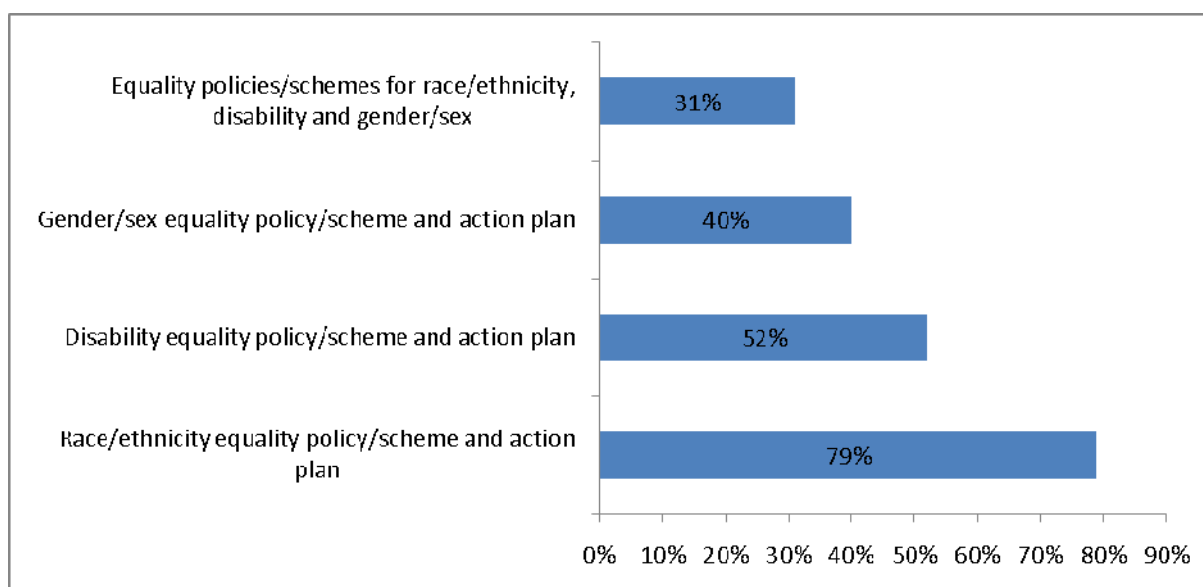 Equality policies/schemes for race/ethnicity,
disability and gender/sex
31%
Gender/sex equality policy/scheme and action plan
40%
Disability equality policy/scheme and action plan
52%
Race/ethnicity equality policy/scheme and action
plan
79%
0% 10% 20% 30% 40% 50% 60% 70% 80% 90%